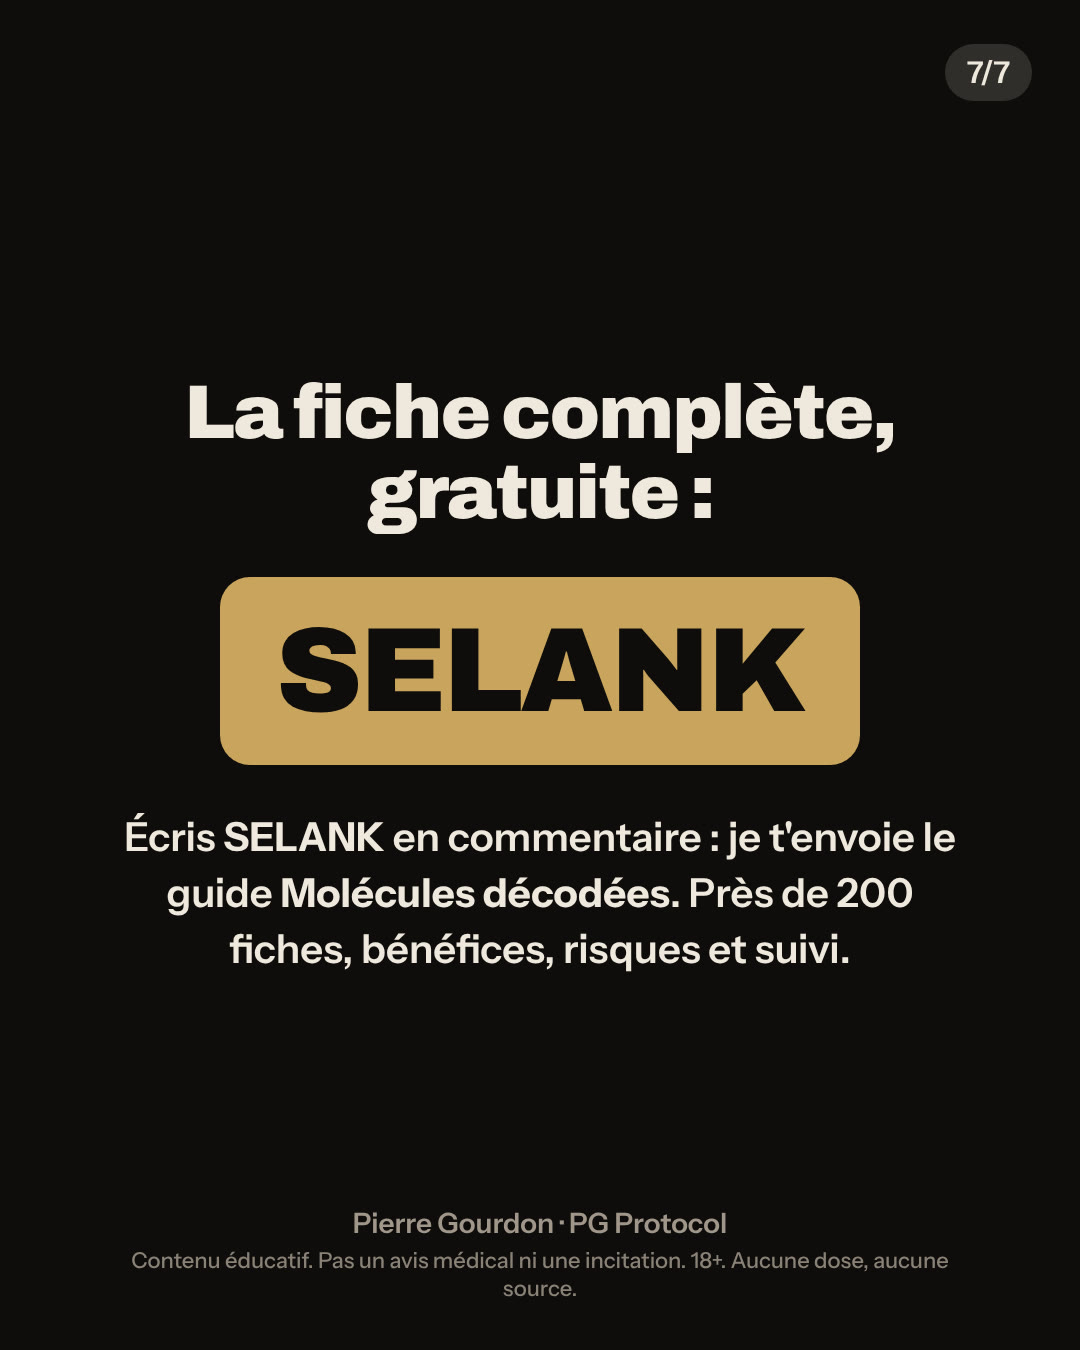 7/7
La fiche complète,
gratuite :
SELANK
Écris SELANK en commentaire : je t'envoie le
guide Molécules décodées. Près de 200
fiches, bénéfices, risques et suivi.
Pierre Gourdon · PG Protocol
Contenu éducatif. Pas un avis médical ni une incitation. 18+. Aucune dose, aucune
source.